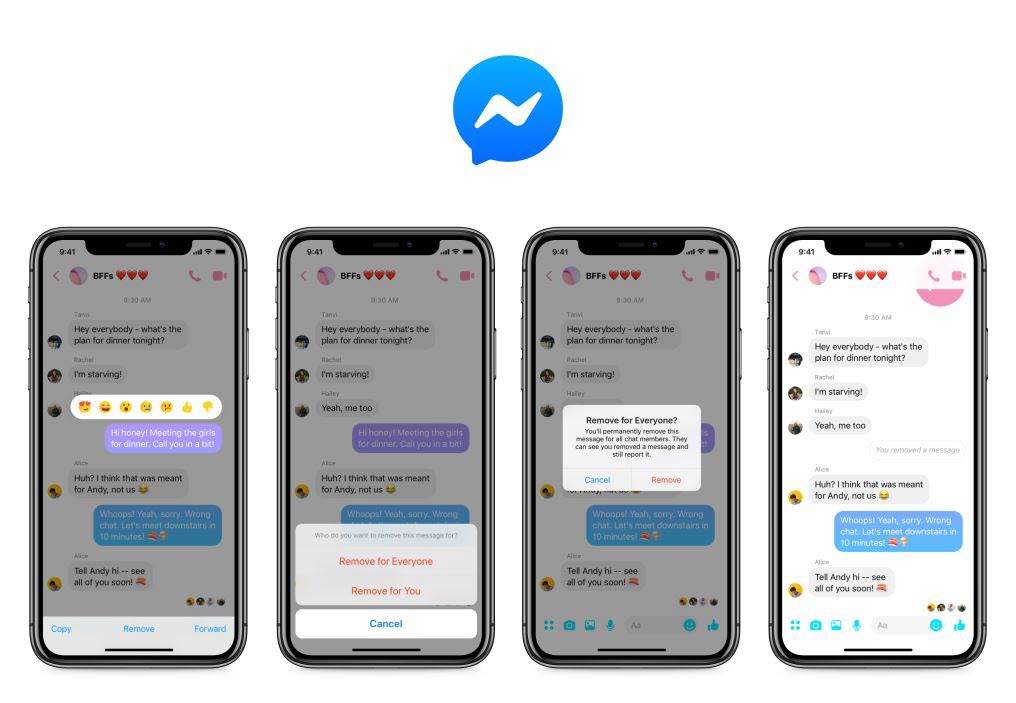 9:41
BFFs ❤️❤️❤️
9:30 AM
Tanvi
Hey everybody - what's the
plan for dinner tonight?
Rachel
I'm starving!
Hailey
Hi honey! Meeting the girls
for dinner. Call you in a bit!
Alice
Huh? I think that was meant
for Andy, not us 😂
Whoops! Yeah, sorry. Wrong
chat. Let's meet downstairs in
10 minutes! 🍣🍻
Alice
Tell Andy hi -- see
all of you soon! 🍣
Copy
Remove
Forward
9:41
BFFs ❤️❤️❤️
9:30 AM
Tanvi
Hey everybody - what's the
plan for dinner tonight?
Rachel
I'm starving!
Hailey
Yeah, me too
Hi honey! Meeting the girls
for dinner. Call you in a bit!
Alice
Huh? I think that was meant
for Andy, not us 😂
Whoops! Yeah, sorry. Wrong
Who do you want to remove this message for?
Remove for Everyone
Remove for You
Cancel
9:41
BFFs ❤️❤️❤️
9:30 AM
Tanvi
Hey everybody - what's the
plan for dinner tonight?
Rachel
I'm starving!
Remove for Everyone?
You'll permanently remove this
message for all chat members. They
can see you removed a message and
still report it.
Cancel
Remove
for Andy, not us 😂
Whoops! Yeah, sorry. Wrong
chat. Let's meet downstairs in
10 minutes! 🍣🍻
Alice
Tell Andy hi -- see
all of you soon! 🍣
Aa
9:41
BFFs ❤️❤️❤️
9:30 AM
Tanvi
Hey everybody - what's the
plan for dinner tonight?
Rachel
I'm starving!
Hailey
Yeah, me too
You removed a message
Alice
Huh? I think that was meant
for Andy, not us 😂
Whoops! Yeah, sorry. Wrong
chat. Let's meet downstairs in
10 minutes! 🍣🍻
Alice
Tell Andy hi -- see
all of you soon! 🍣
Aa